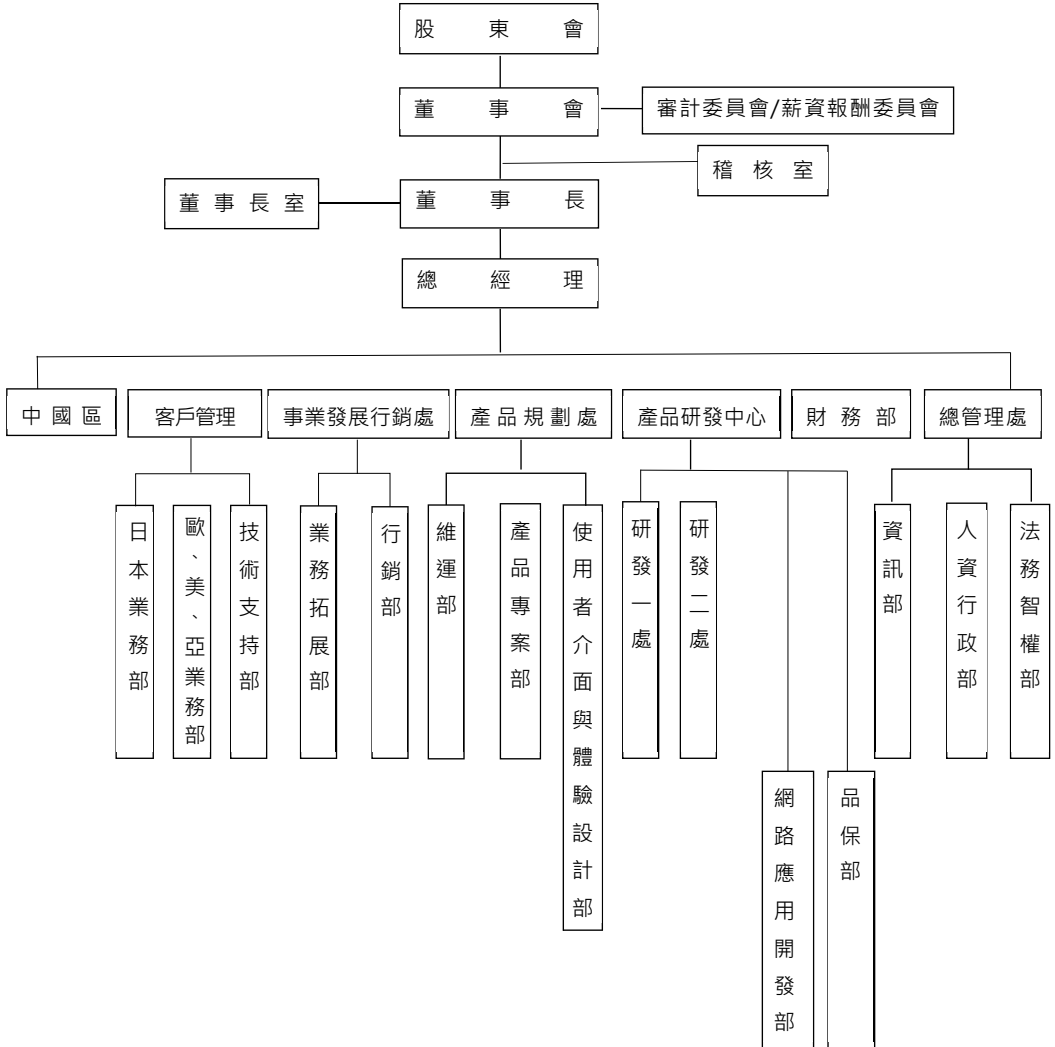 股東會
董事會
審計委員會/薪資報酬委員會
稽核室
董事長室
董事長
總經理
中國區
客戶管理
事業發展行銷處
產品規劃處
產品研發中心
財務部
總管理處
日本業務部
歐、美、亞業務部
技術支持部
業務拓展部
行銷部
維運部
產品專案部
使用者介面與體驗設計部
研發一處
研發二處
網路應用開發部
品保部
資訊部
人資行政部
法務智權部